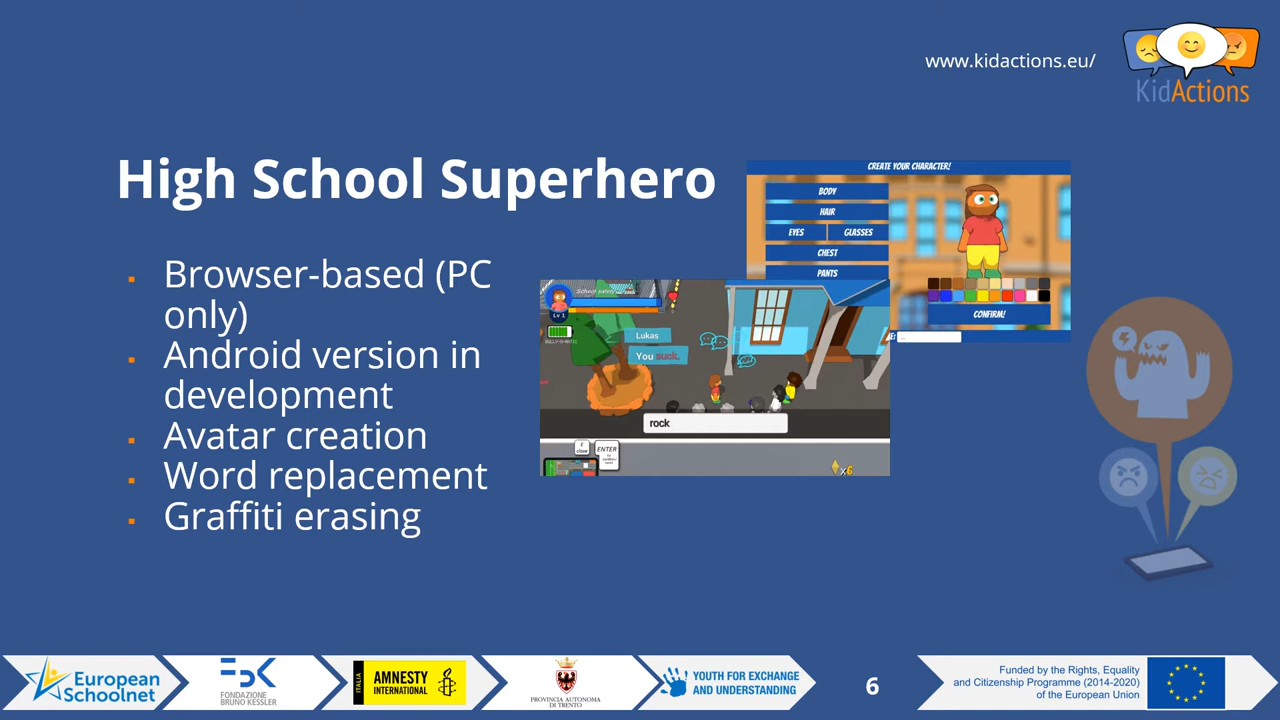 www.kidactions.eu/
KidActions
High School Superhero
Browser-based (PC
only)
Android version in
development
Avatar creation
Word replacement
Graffiti erasing
CREATE YOUR CHARACTER!
BODY
HAIR
EYES
GLASSES
CHEST
PANTS
CONFIRM!
Lv 1
Lukas
You suck.
rock
E
ENTER
x6
European
Schoolnet
FBK
FONDAZIONE
BRUNO KESSLER
ITALIA
AMNESTY
INTERNATIONAL
PROVINCIA AUTONOMA
DI TRENTO
YOUTH FOR EXCHANGE
AND UNDERSTANDING
6
Funded by the Rights, Equality
and Citizenship Programme (2014-2020)
of the European Union